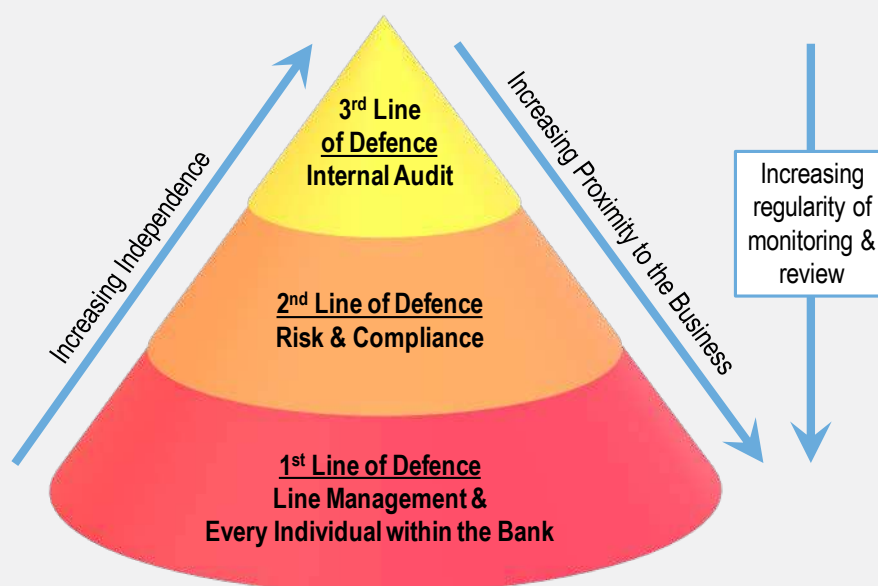 3rd Line
of Defence
Internal Audit
2nd Line of Defence
Risk & Compliance
1st Line of Defence
Line Management &
Every Individual within the Bank
Increasing Independence
Increasing Proximity to the Business
Increasing
regularity of
monitoring &
review